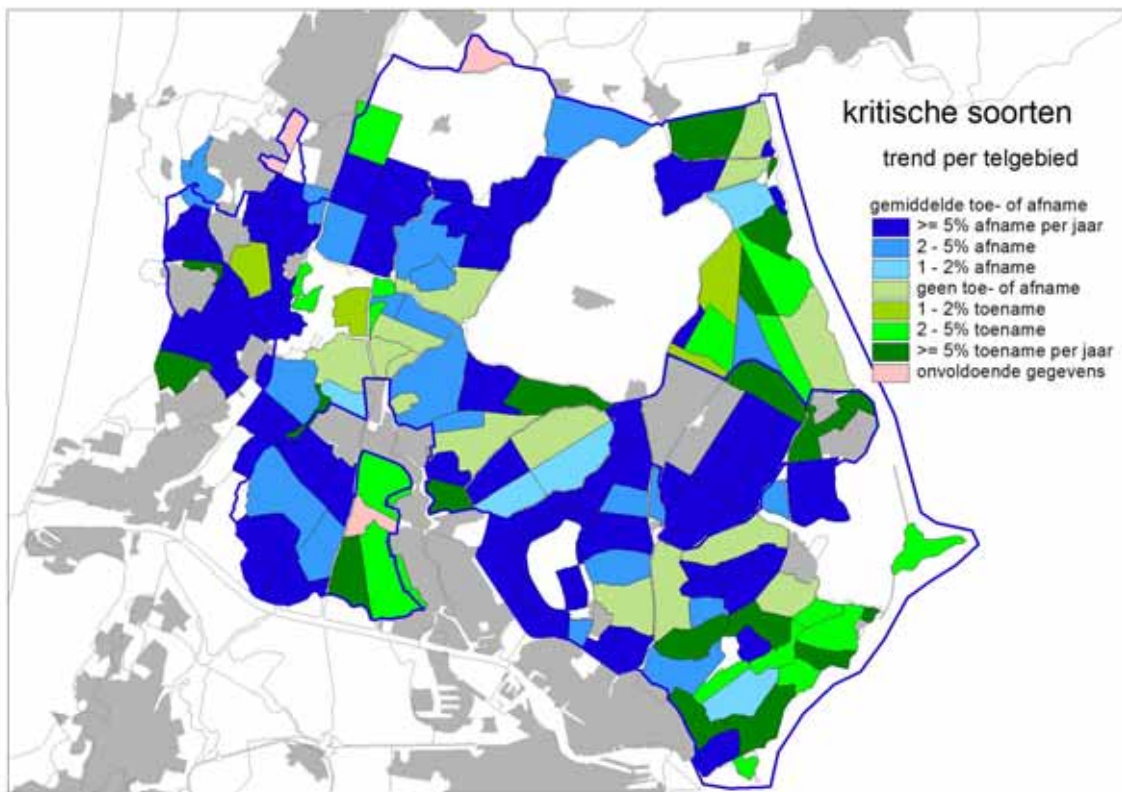 kritische soorten
trend per telgebied
gemiddelde toe- of afname
>= 5% afname per jaar
2 - 5% afname
1 - 2% afname
geen toe- of afname
1 - 2% toename
2 - 5% toename
>= 5% toename per jaar
onvoldoende gegevens